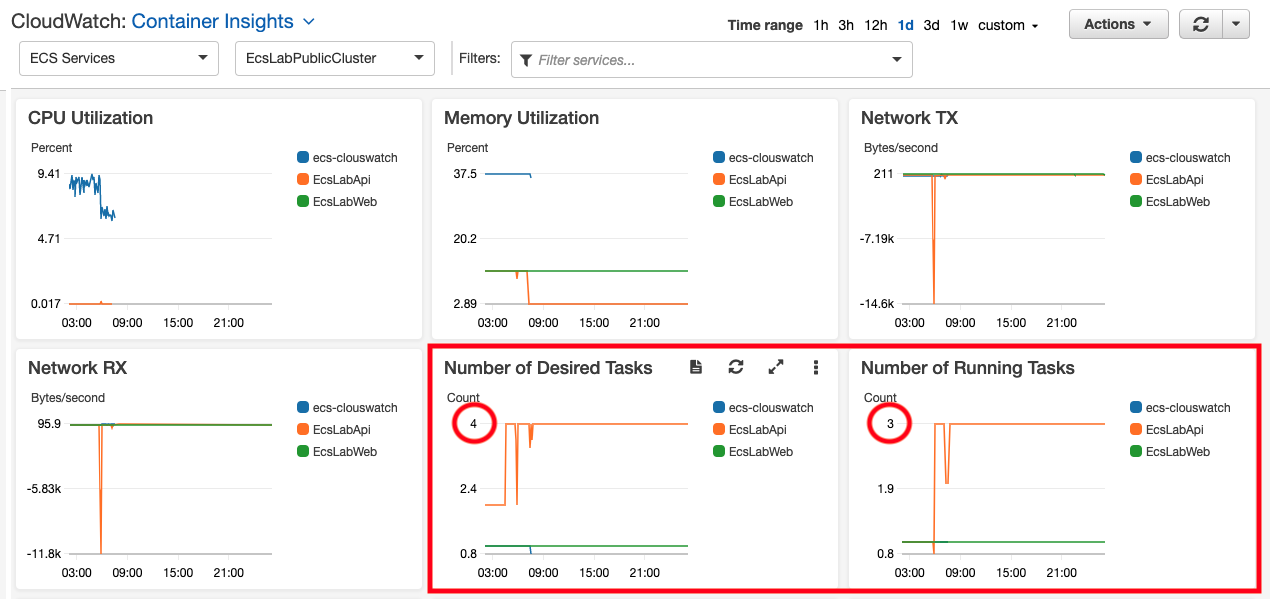 CloudWatch: Container Insights
Time range 1h 3h 12h 1d 3d 1w custom
Actions
ECS Services
EcsLabPublicCluster
Filters:
Filter services...
CPU Utilization
Percent
9.41
4.71
0.017
03:00 09:00 15:00 21:00
ecs-clouswatch
EcsLabApi
EcsLabWeb
Memory Utilization
Percent
37.5
20.2
2.89
03:00 09:00 15:00 21:00
ecs-clouswatch
EcsLabApi
EcsLabWeb
Network TX
Bytes/second
211
-7.19k
-14.6k
03:00 09:00 15:00 21:00
ecs-clouswatch
EcsLabApi
EcsLabWeb
Network RX
Bytes/second
95.9
-5.83k
-11.8k
03:00 09:00 15:00 21:00
ecs-clouswatch
EcsLabApi
EcsLabWeb
Number of Desired Tasks
Count
4
2.4
0.8
03:00 09:00 15:00 21:00
ecs-clouswatch
EcsLabApi
EcsLabWeb
Number of Running Tasks
Count
3
1.9
0.8
03:00 09:00 15:00 21:00
ecs-clouswatch
EcsLabApi
EcsLabWeb